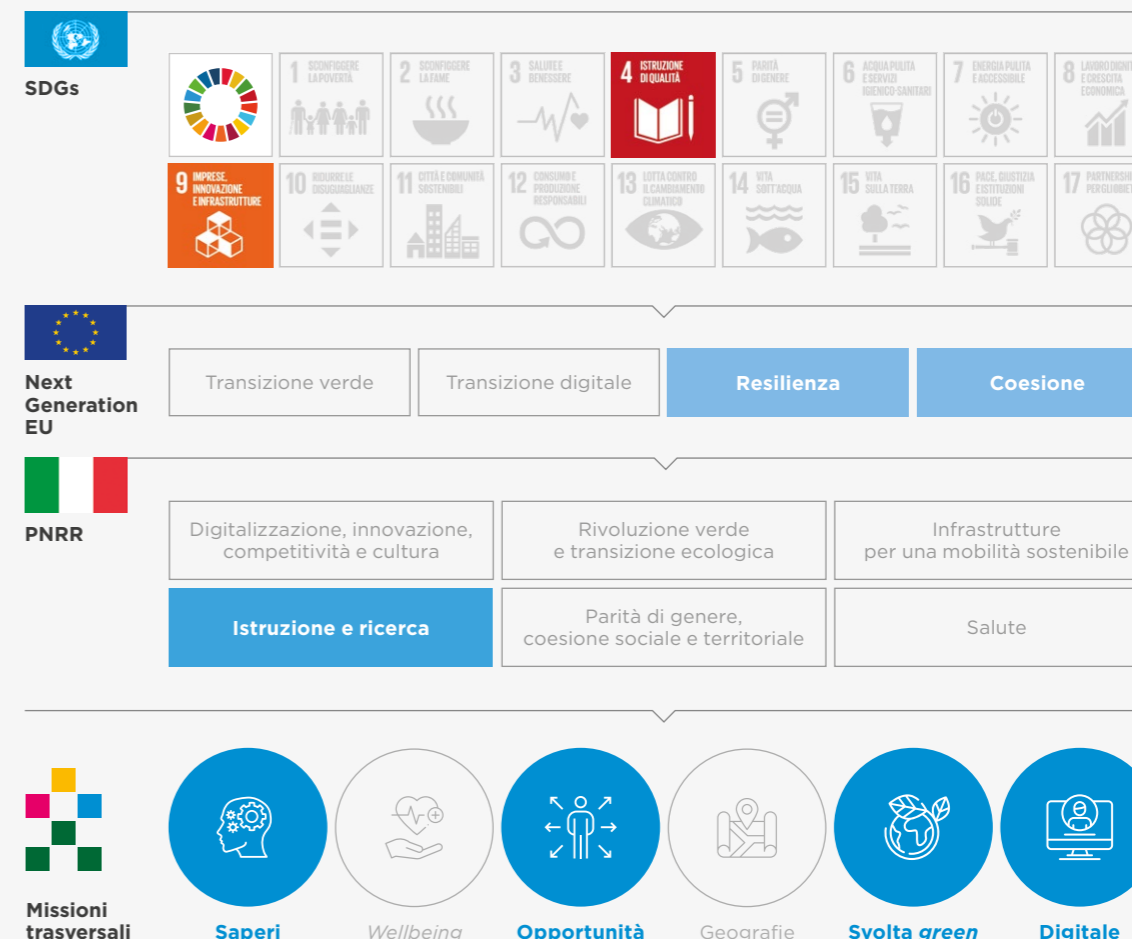 SDGs
1 SCONFIGGERE
LA POVERTÀ
2 SCONFIGGERE
LA FAME
3 SALUTE E
BENESSERE
4 ISTRUZIONE
DI QUALITÀ
5 PARITÀ
DI GENERE
6 ACQUA PULITA
E SERVIZI
IGIENICO-SANITARI
7 ENERGIA PULITA
E ACCESSIBILE
8 LAVORO DIGNIT
E CRESCITA
ECONOMICA
9 IMPRESE,
INNOVAZIONE
E INFRASTRUTTURE
10 RIDURRE LE
DISUGUAGLIANZE
11 CITTÀ E COMUNITÀ
SOSTENIBILI
12 CONSUMO E
PRODUZIONE
RESPONSABILI
13 LOTTA CONTRO
IL CAMBIAMENTO
CLIMATICO
14 VITA
SOTT'ACQUA
15 VITA
SULLA TERRA
16 PACE, GIUSTIZIA
E ISTITUZIONI
SOLIDE
17 PARTNERSHI
PER GLI OBIET
Next
Generation
EU
Transizione verde
Transizione digitale
Resilienza
Coesione
PNRR
Digitalizzazione, innovazione,
competitività e cultura
Rivoluzione verde
e transizione ecologica
Infrastrutture
per una mobilità sostenibile
Istruzione e ricerca
Parità di genere,
coesione sociale e territoriale
Salute
Missioni
trasversali
Saperi
Wellbeing
Opportunità
Geografie
Svolta green
Digitale